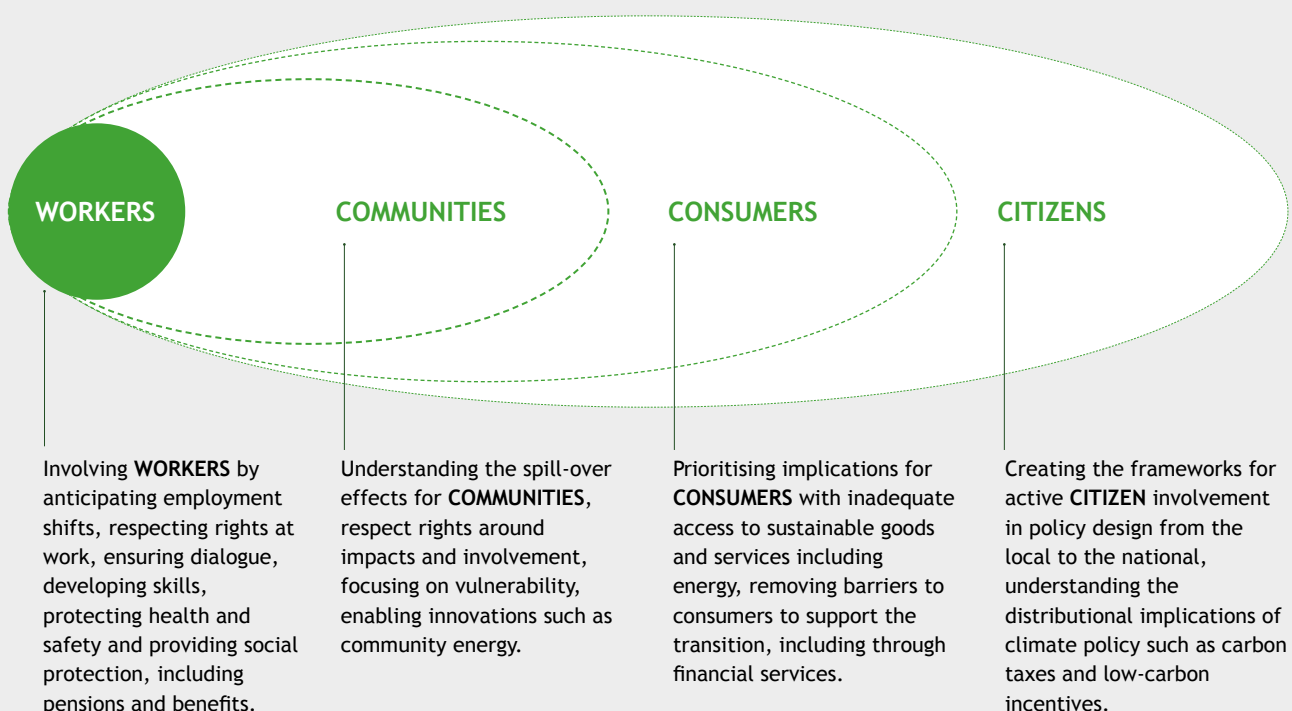 WORKERS
COMMUNITIES
CONSUMERS
CITIZENS
Involving WORKERS by
anticipating employment
shifts, respecting rights at
work, ensuring dialogue,
developing skills,
protecting health and
safety and providing social
protection, including
pensions and benefits.
Understanding the spill-over
effects for COMMUNITIES,
respect rights around
impacts and involvement,
focusing on vulnerability,
enabling innovations such as
community energy.
Prioritising implications for
CONSUMERS with inadequate
access to sustainable goods
and services including
energy, removing barriers to
consumers to support the
transition, including through
financial services.
Creating the frameworks for
active CITIZEN involvement
in policy design from the
local to the national,
understanding the
distributional implications of
climate policy such as carbon
taxes and low-carbon
incentives.